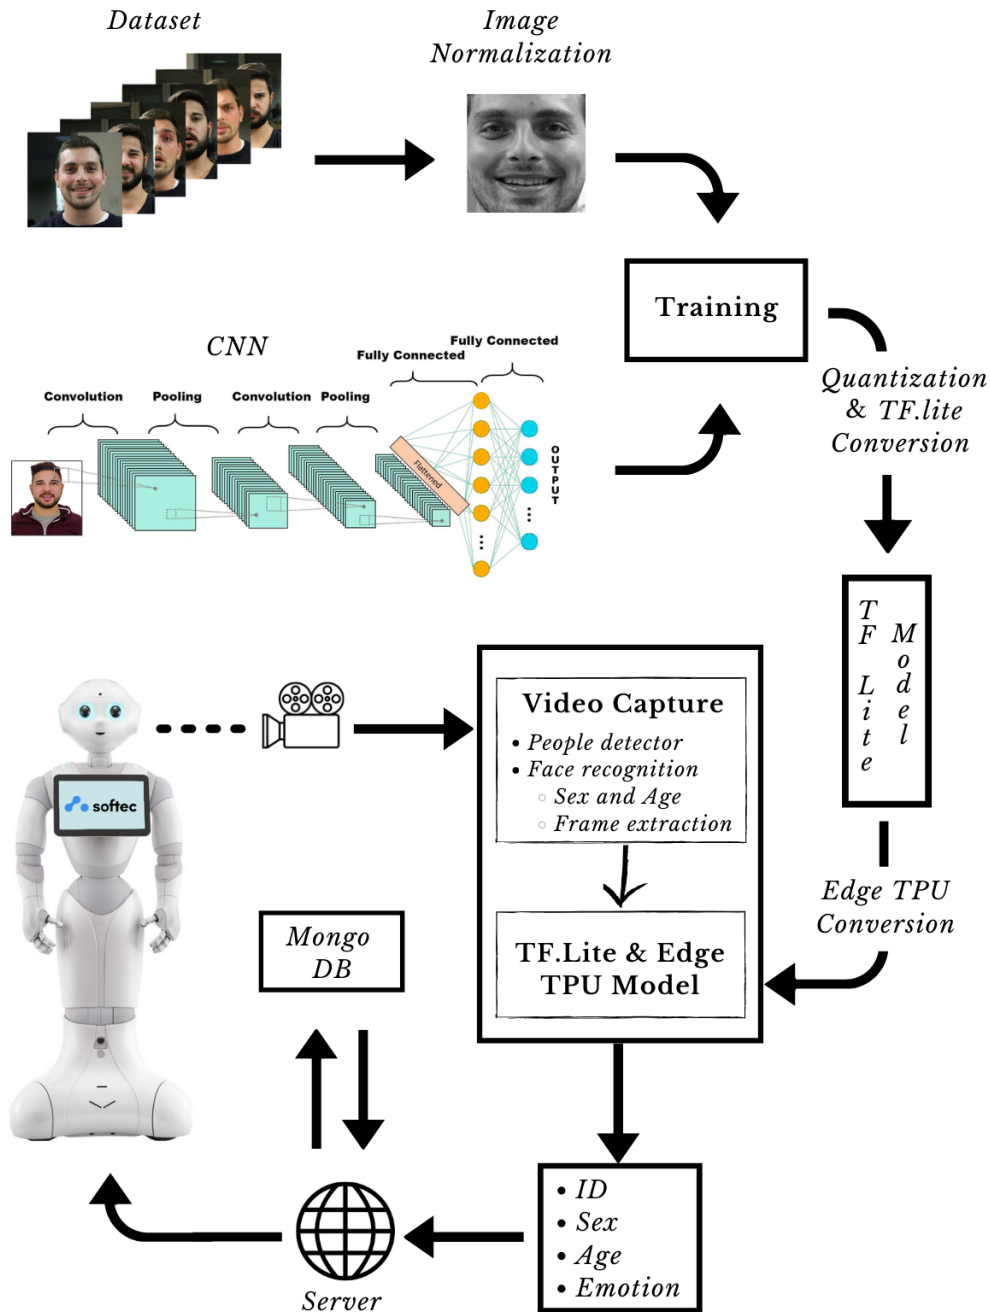 Dataset
Image
Normalization
Training
CNN
Fully Connected
Fully Connected
Convolution
Pooling
Convolution
Pooling
Flattened
OUTPUT
Quantization
& TF.lite
Conversion
TF Lite
Model
Video Capture
• People detector
• Face recognition
○ Sex and Age
○ Frame extraction
softec
Edge TPU
Conversion
Mongo
DB
TF.Lite & Edge
TPU Model
• ID
• Sex
• Age
• Emotion
Server